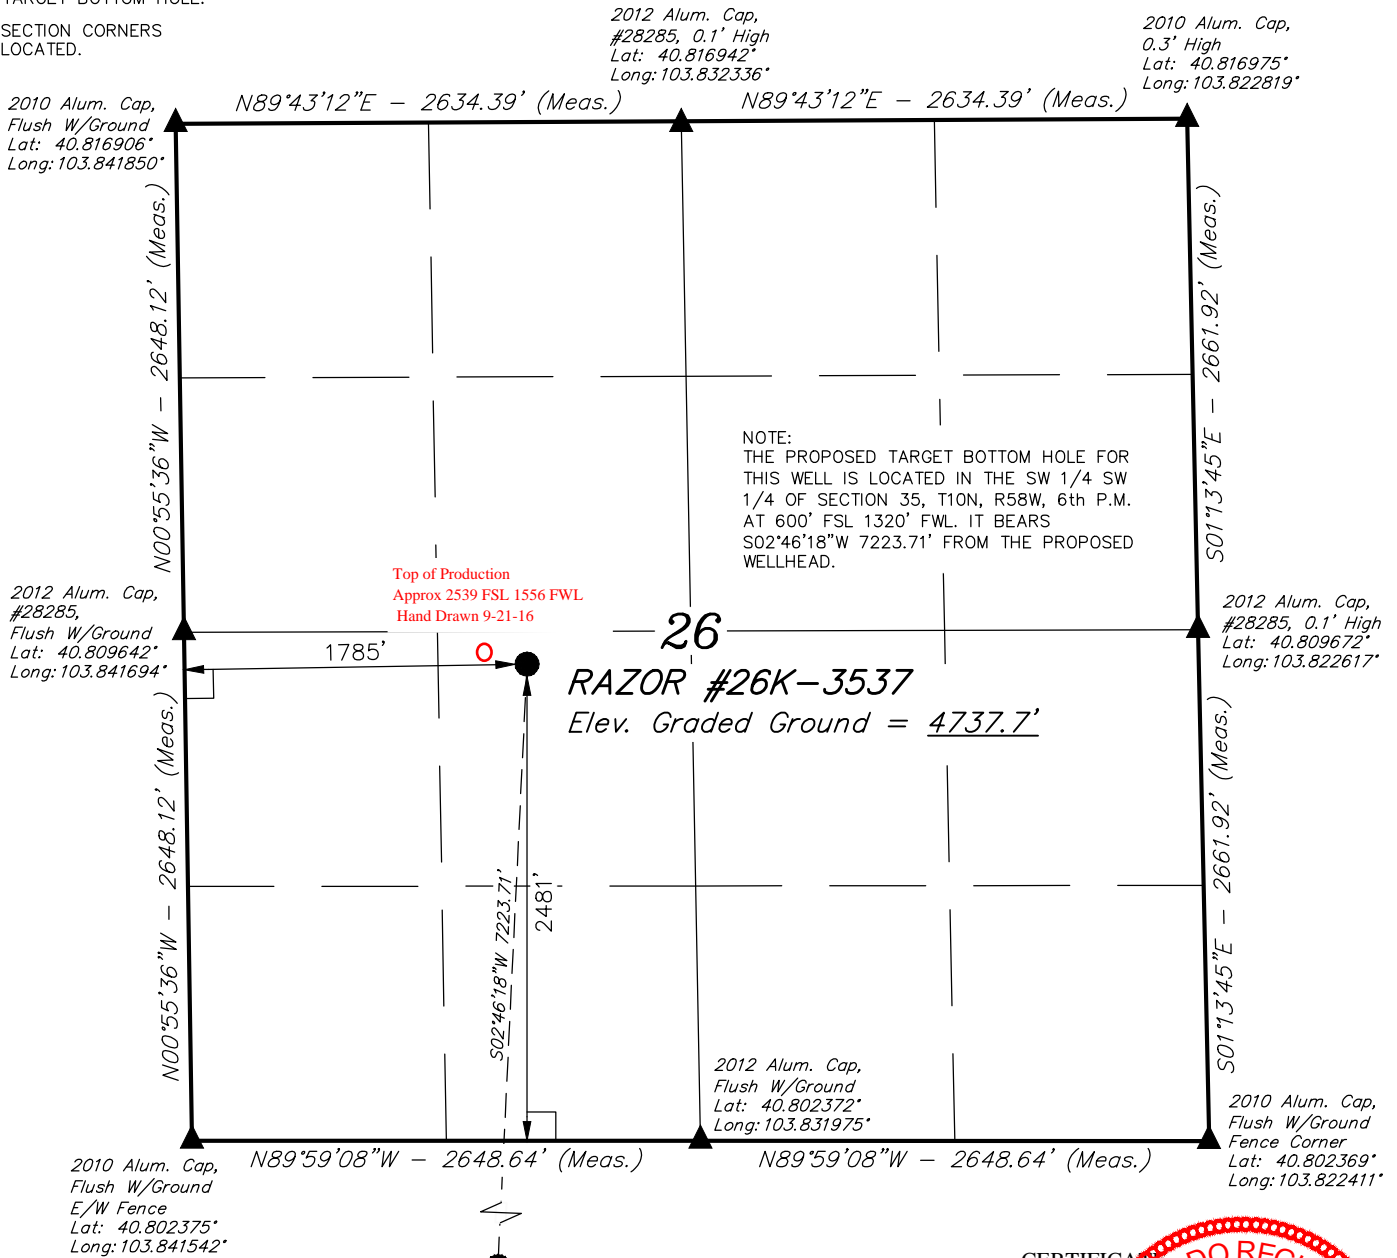 TARGET BOTTOM HOLE.
SECTION CORNERS
LOCATED.
2012 Alum. Cap,
#28285, 0.1' High
Lat: 40.816942°
Long: 103.832336°
2010 Alum. Cap,
0.3' High
Lat: 40.816975°
Long: 103.822819°
2010 Alum. Cap,
Flush W/Ground
Lat: 40.816906°
Long: 103.841850°
N89°43'12"E - 2634.39' (Meas.)
N89°43'12"E - 2634.39' (Meas.)
N00°55'36"W - 2648.12' (Meas.)
S01°13'45"E - 2661.92' (Meas.)
NOTE:
THE PROPOSED TARGET BOTTOM HOLE FOR
THIS WELL IS LOCATED IN THE SW 1/4 SW
1/4 OF SECTION 35, T10N, R58W, 6th P.M.
AT 600' FSL 1320' FWL. IT BEARS
S02°46'18"W 7223.71' FROM THE PROPOSED
WELLHEAD.
Top of Production
Approx 2539 FSL 1556 FWL
Hand Drawn 9-21-16
2012 Alum. Cap,
#28285,
Flush W/Ground
Lat: 40.809642°
Long: 103.841694°
2012 Alum. Cap,
#28285, 0.1' High
Lat: 40.809672°
Long: 103.822617°
26
1785'
RAZOR #26K-3537
Elev. Graded Ground = 4737.7'
N00°55'36"W - 2648.12' (Meas.)
S02°46'18"W 7223.71'
2481'
S01°13'45"E - 2661.92' (Meas.)
2012 Alum. Cap,
Flush W/Ground
Lat: 40.802372°
Long: 103.831975°
2010 Alum. Cap,
Flush W/Ground
Fence Corner
Lat: 40.802369°
Long: 103.822411°
N89°59'08"W - 2648.64' (Meas.)
N89°59'08"W - 2648.64' (Meas.)
2010 Alum. Cap,
Flush W/Ground
E/W Fence
Lat: 40.802375°
Long: 103.841542°